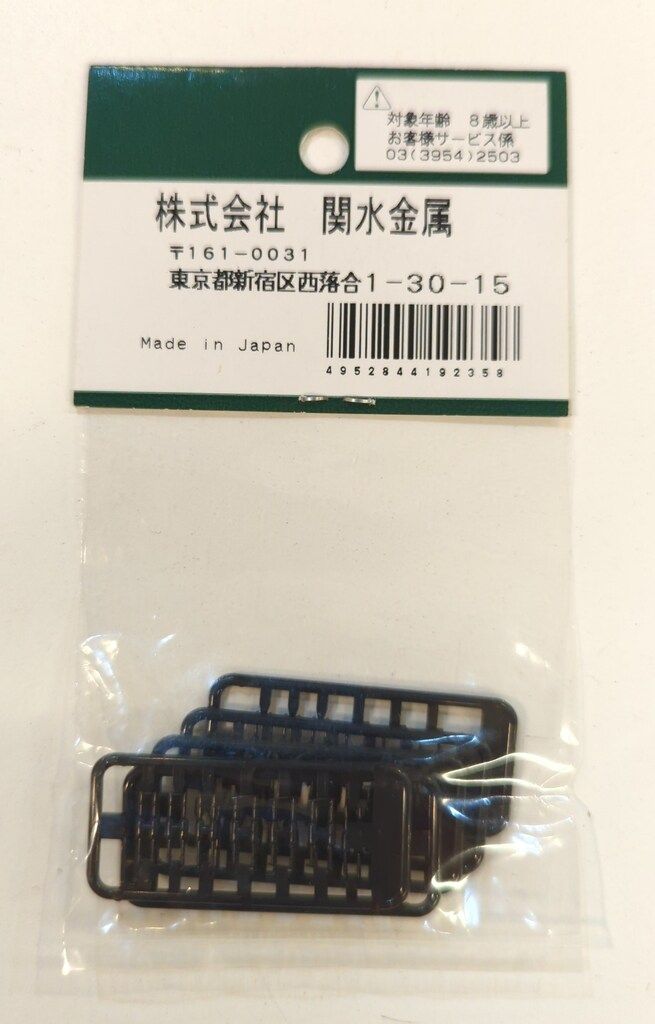 対象年齢 8歳以上
お客様サービス係
03(3954)2503
株式会社 関水金属
〒161-0031
東京都新宿区西落合1-30-15
Made in Japan
4952844192358